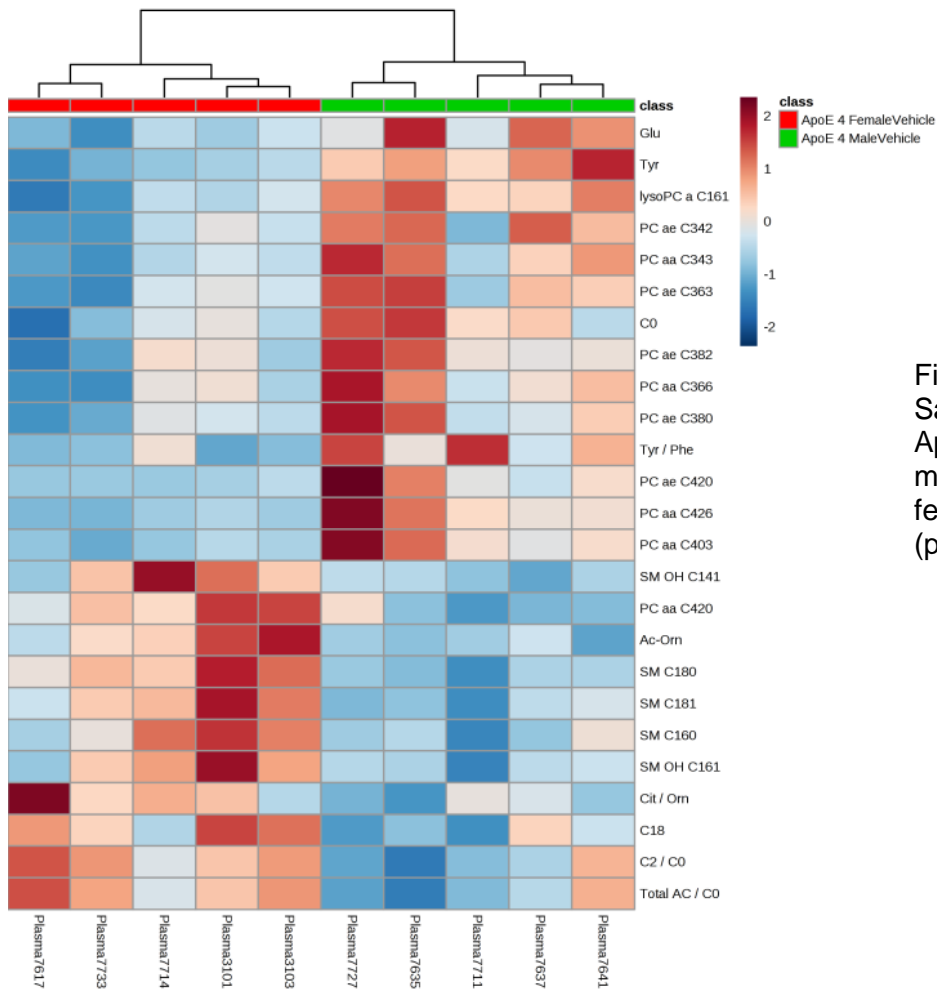 class
Glu
Tyr
lysoPC a C161
PC ae C342
PC aa C343
PC ae C363
C0
PC ae C382
PC aa C366
PC ae C380
Tyr / Phe
PC ae C420
PC aa C426
PC aa C403
SM OH C141
PC aa C420
Ac-Orn
SM C180
SM C181
SM C160
SM OH C161
Cit / Orn
C18
C2 / C0
Total AC / C0
Plasma7617
Plasma7733
Plasma7714
Plasma3101
Plasma3103
Plasma7727
Plasma7635
Plasma7711
Plasma7637
Plasma7641
2
1
0
-1
-2
class
ApoE 4 FemaleVehicle
ApoE 4 MaleVehicle
Fi
Sa
Ap
m
fe
(p